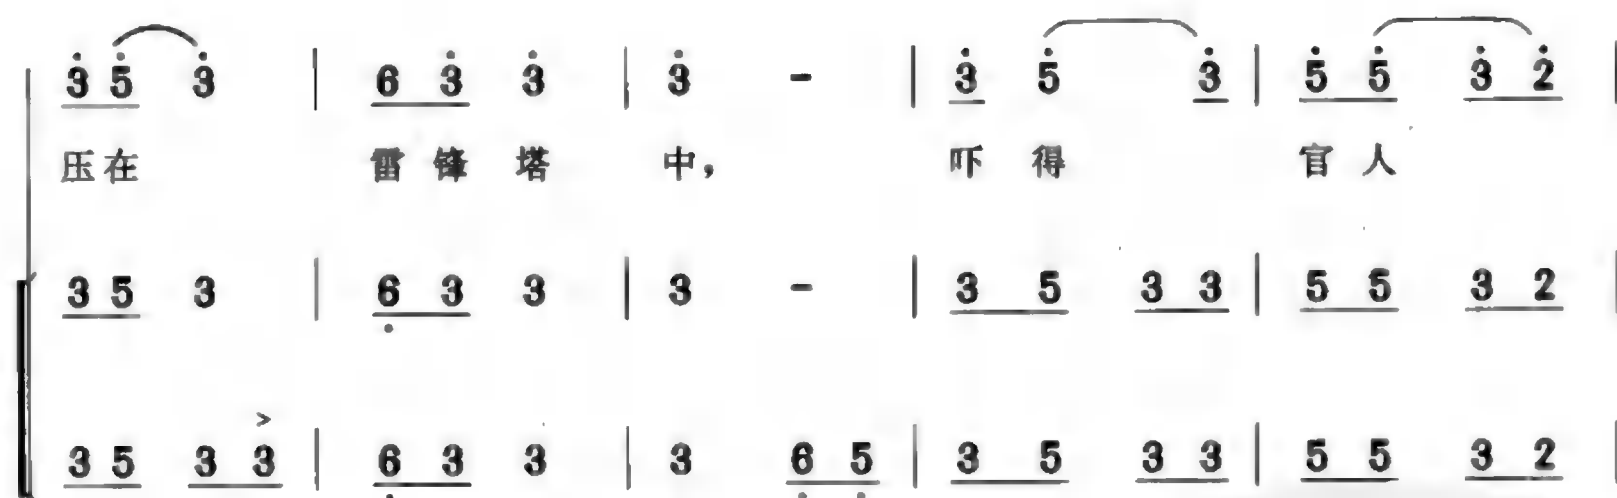 3 5 3 | 6 3 3 | 3 - | 3 5 3 | 5 5 3 2 |
压在 雷锋塔 中, 吓得 官人
3 5 3 | 6 3 3 | 3 - | 3 5 3 3 | 5 5 3 2 |
>
3 5 3 3 | 6 3 3 | 3 6 5 | 3 5 3 3 | 5 5 3 2 |